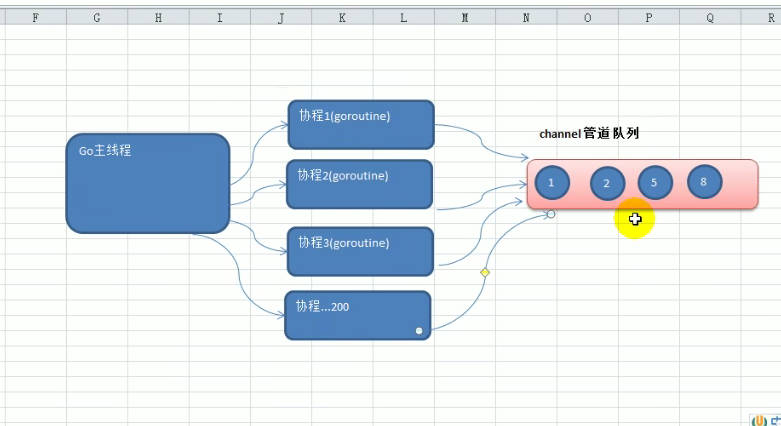 F G H I J K L M N O P Q R
Go主线程
协程1(goroutine)
协程2(goroutine)
协程3(goroutine)
协程...200
channel管道队列
1 2 5 8